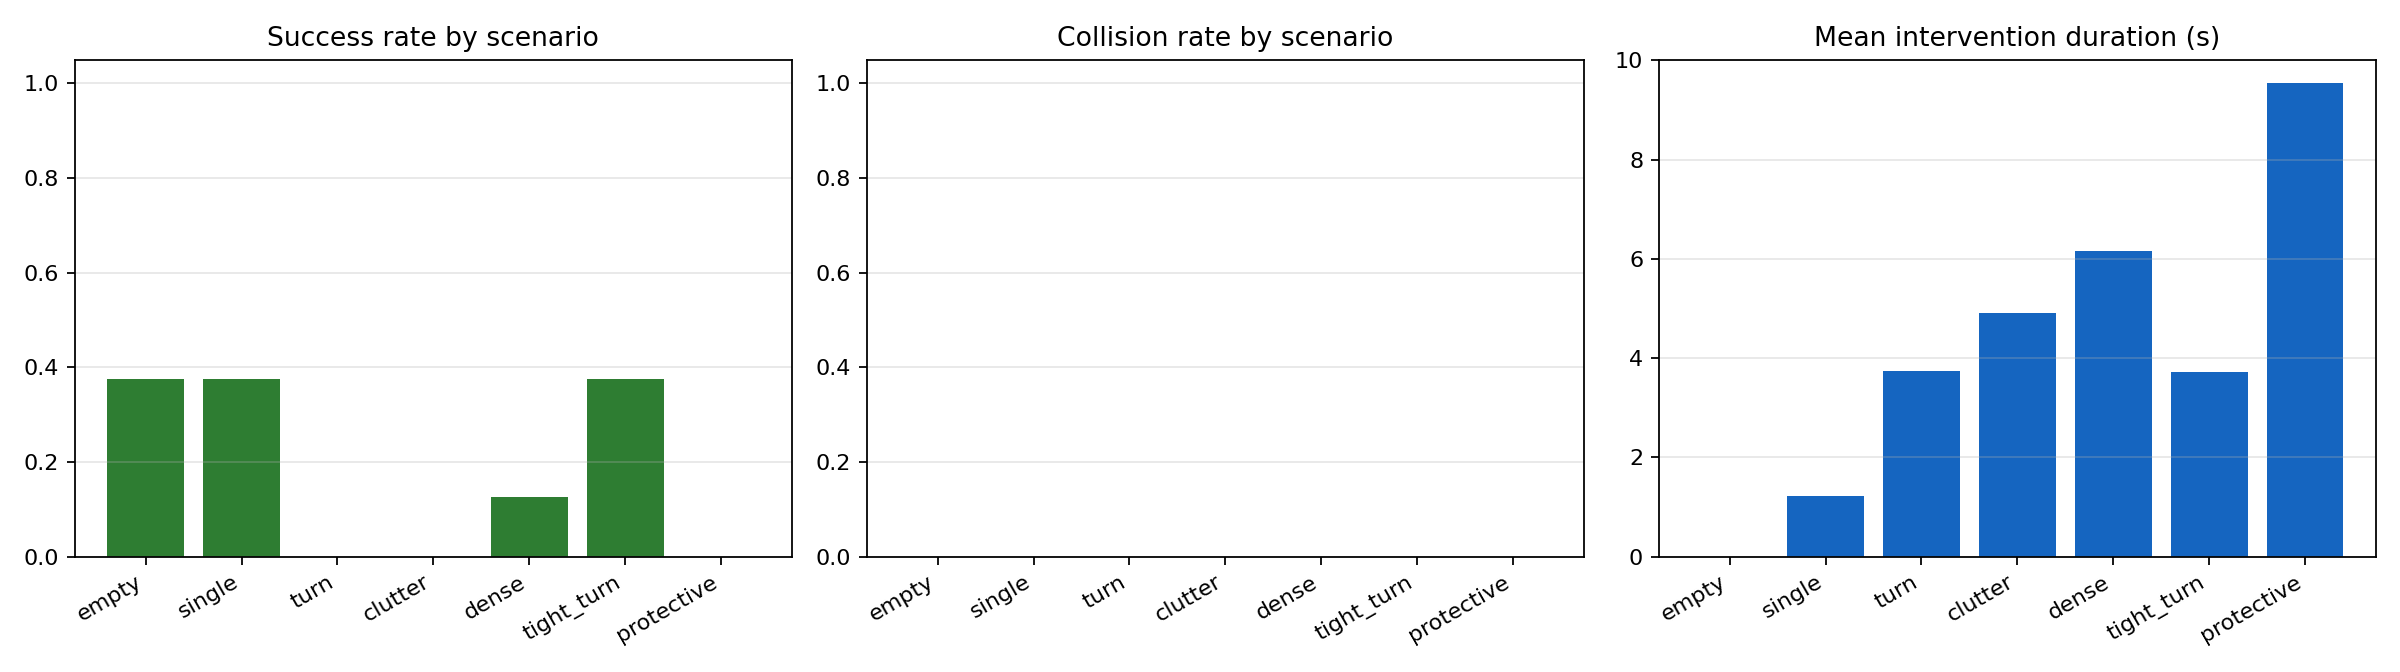 Success rate by scenario
1.0
0.8
0.6
0.4
0.2
0.0
empty
single
turn
clutter
dense
tight_turn
protective
Collision rate by scenario
1.0
0.8
0.6
0.4
0.2
0.0
empty
single
turn
clutter
dense
tight_turn
protective
Mean intervention duration (s)
10
8
6
4
2
0
empty
single
turn
clutter
dense
tight_turn
protective